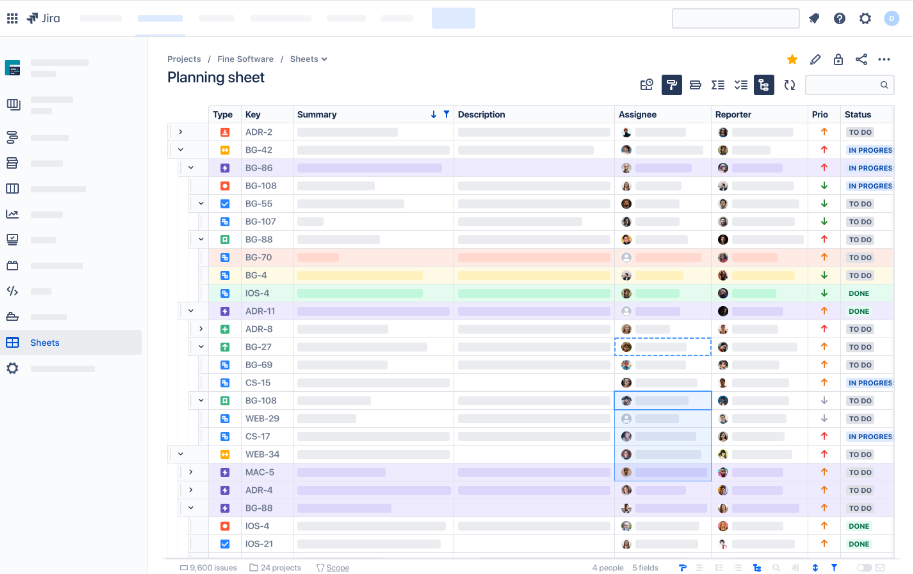 Jira
D
Projects / Fine Software / Sheets
Planning sheet
Type Key Summary Description Assignee Reporter Prio Status
ADR-2 TO DO
BG-42 IN PROGRES
BG-86 IN PROGRES
BG-108 IN PROGRES
BG-55 TO DO
BG-107 TO DO
BG-88 TO DO
BG-70 TO DO
BG-4 TO DO
IOS-4 DONE
ADR-11 DONE
ADR-8 TO DO
BG-27 TO DO
BG-69 TO DO
CS-15 IN PROGRES
BG-108 TO DO
WEB-29 TO DO
CS-17 IN PROGRES
WEB-34 TO DO
MAC-5 TO DO
ADR-4 TO DO
BG-88 TO DO
IOS-4 DONE
IOS-21 DONE
Sheets
9,600 issues 24 projects Scope 4 people 5 fields